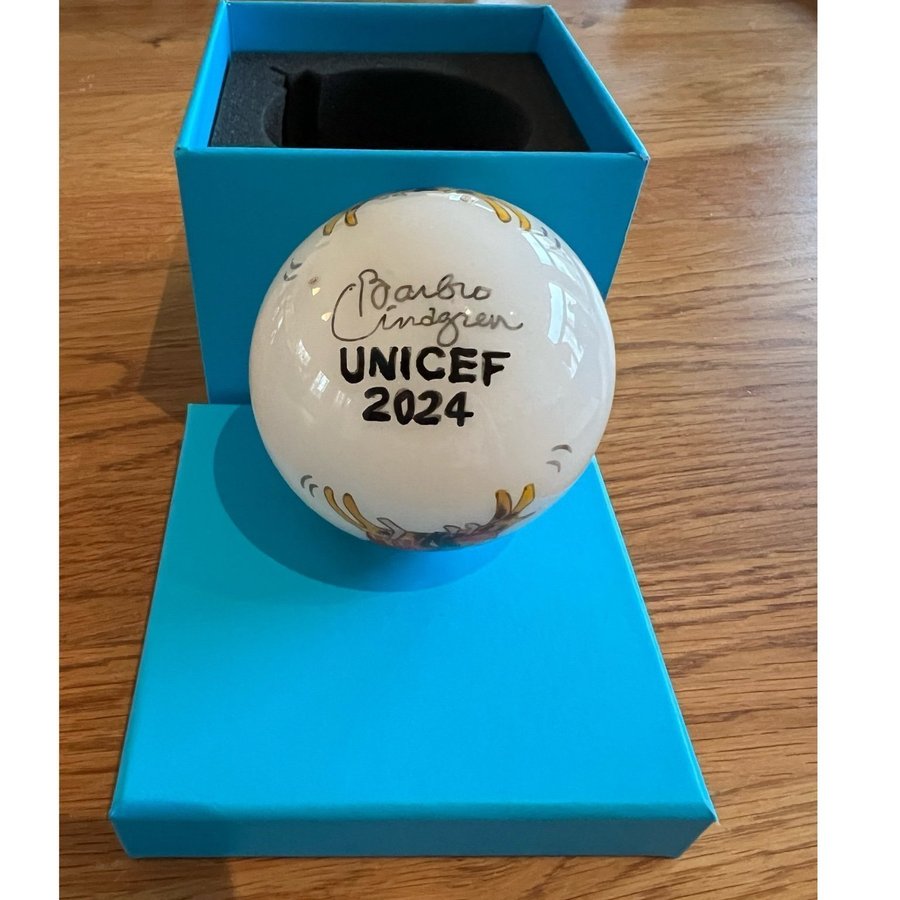 Barbro
Lindgren
UNICEF
2024